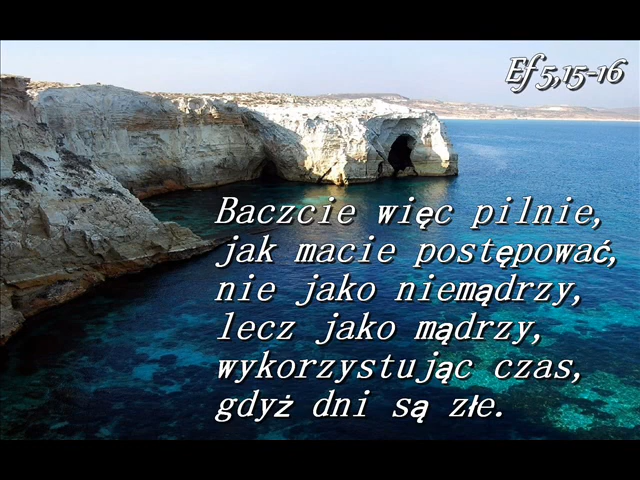 Ef 5,15-16
Baczcie więc pilnie,
jak macie postępować,
nie jako niemądrzy,
lecz jako mądrzy,
wykorzystując czas,
gdyż dni są złe.